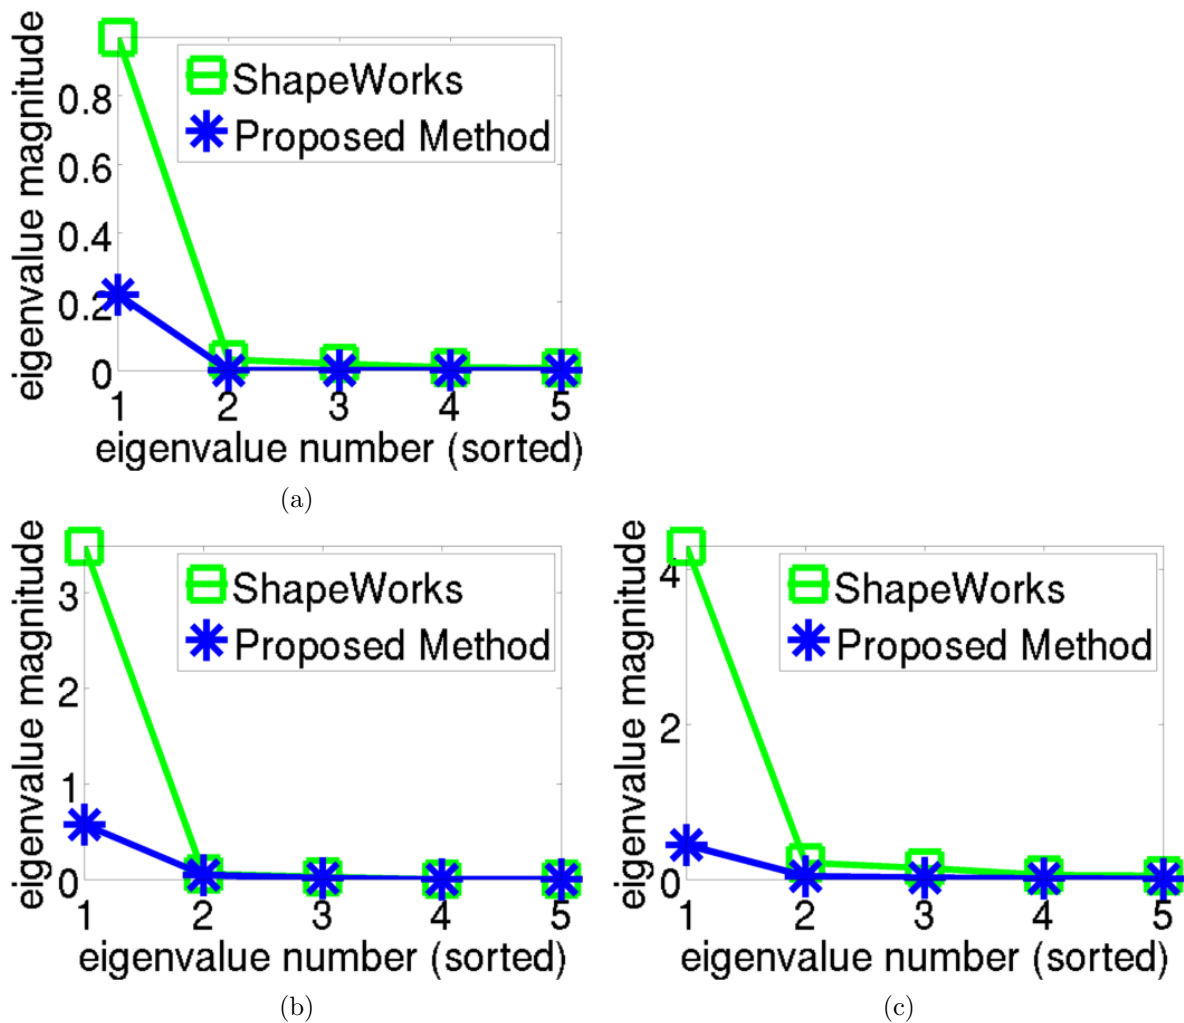 eigenvalue magnitude
0.8
0.6
0.4
0.2
0
ShapeWorks
Proposed Method
1 2 3 4 5
eigenvalue number (sorted)
(a)
eigenvalue magnitude
3
2
1
0
ShapeWorks
Proposed Method
1 2 3 4 5
eigenvalue number (sorted)
(b)
eigenvalue magnitude
4
2
0
ShapeWorks
Proposed Method
1 2 3 4 5
eigenvalue number (sorted)
(c)